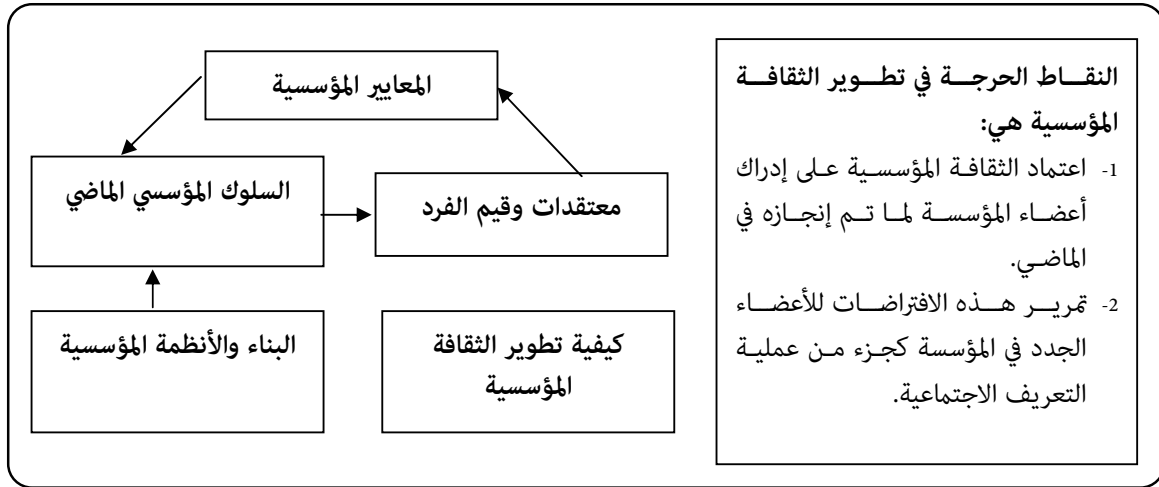 المعايير المؤسسية
السلوك المؤسسي الماضي
معتقدات وقيم الفرد
البناء والأنظمة المؤسسية
كيفية تطوير الثقافة
المؤسسية
النقاط الحرجة في تطوير الثقافة
المؤسسية هي:
1- اعتماد الثقافة المؤسسية على إدراك
أعضاء المؤسسة لما تم إنجازه في
الماضي.
2- تمرير هذه الافتراضات للأعضاء
الجدد في المؤسسة كجزء من عملية
التعريف الاجتماعية.